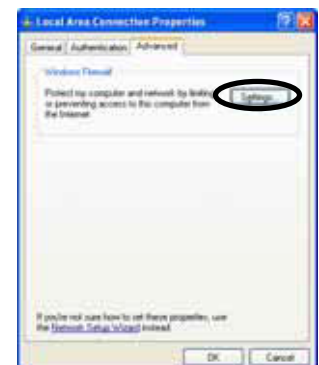 Local Area Connection Properties
General Authentication Advanced
Windows Firewall
Protect my computer and network by limiting
or preventing access to this computer from
the Internet
Settings...
If you're not sure how to set these properties, use
the Network Setup Wizard instead.
OK Cancel